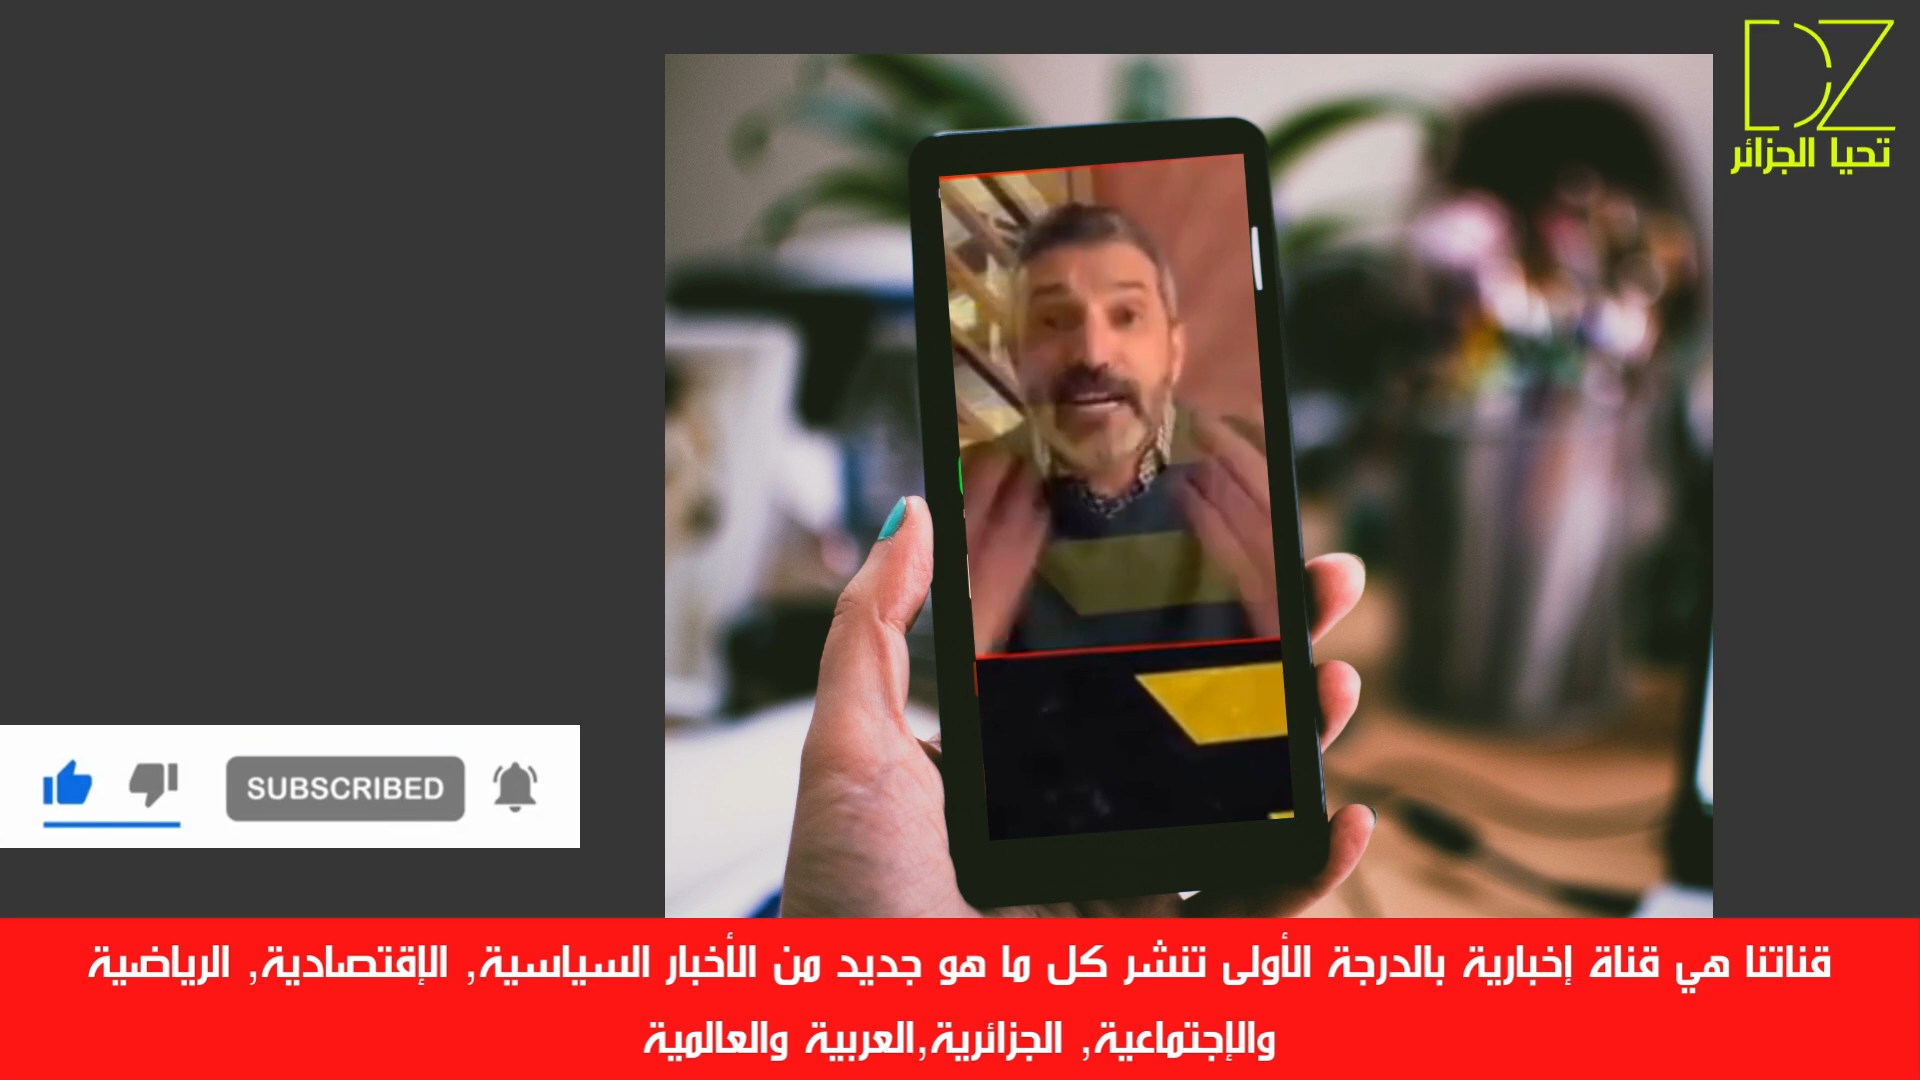 DZ
تحيا الجزائر
SUBSCRIBED
قناتنا هي قناة إخبارية بالدرجة الأولى تنشر كل ما هو جديد من الأخبار السياسية, الإقتصادية, الرياضية
والإجتماعية, الجزائرية,العربية والعالمية